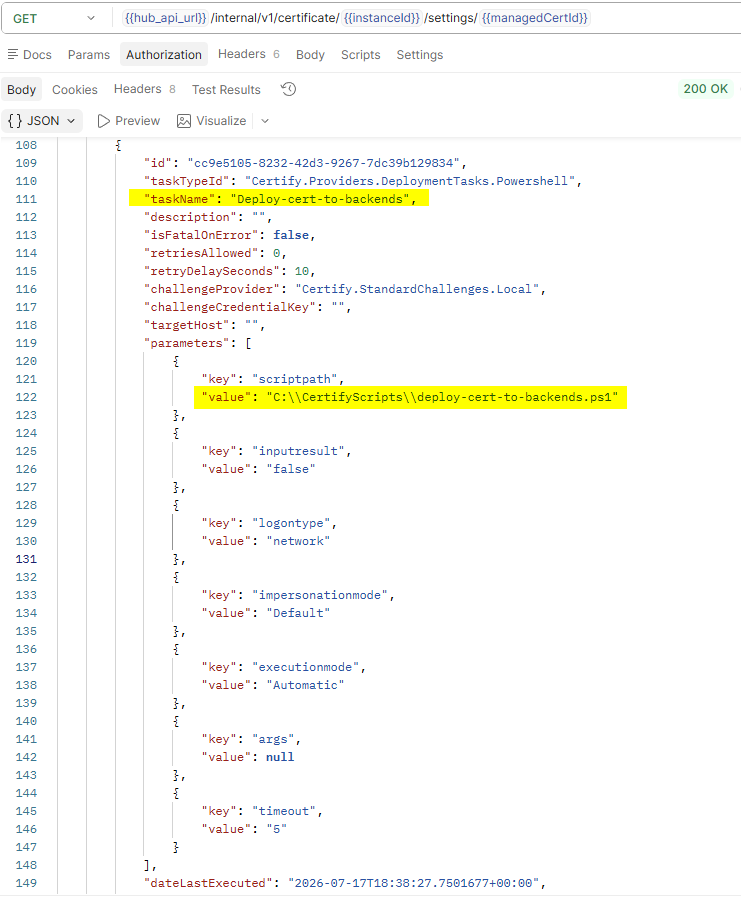 GET {{hub_api_url}} /internal/v1/certificate/ {{instanceId}} /settings/ {{managedCertId}}
Docs Params Authorization Headers 6 Body Scripts Settings
Body Cookies Headers 8 Test Results 200 OK
{} JSON Preview Visualize
108 {
109 "id": "cc9e5105-8232-42d3-9267-7dc39b129834",
110 "taskTypeId": "Certify.Providers.DeploymentTasks.Powershell",
111 "taskName": "Deploy-cert-to-backends",
112 "description": "",
113 "isFatalOnError": false,
114 "retriesAllowed": 0,
115 "retryDelaySeconds": 10,
116 "challengeProvider": "Certify.StandardChallenges.Local",
117 "challengeCredentialKey": "",
118 "targetHost": "",
119 "parameters": [
120 {
121 "key": "scriptpath",
122 "value": "C:\\CertifyScripts\\deploy-cert-to-backends.ps1"
123 },
124 {
125 "key": "inputresult",
126 "value": "false"
127 },
128 {
129 "key": "logontype",
130 "value": "network"
131 },
132 {
133 "key": "impersonationmode",
134 "value": "Default"
135 },
136 {
137 "key": "executionmode",
138 "value": "Automatic"
139 },
140 {
141 "key": "args",
142 "value": null
143 },
144 {
145 "key": "timeout",
146 "value": "5"
147 }
148 ],
149 "dateLastExecuted": "2026-07-17T18:38:27.7501677+00:00",